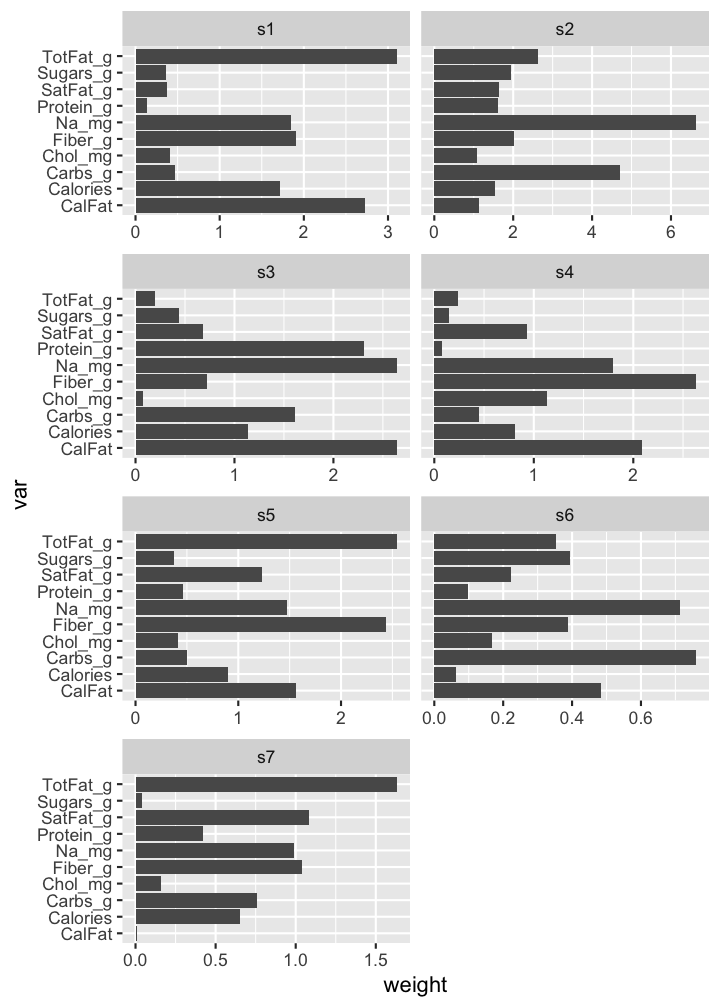 s1 s2
TotFat_g
Sugars_g
SatFat_g
Protein_g
Na_mg
Fiber_g
Chol_mg
Carbs_g
Calories
CalFat
0 1 2 3 0 2 4 6
s3 s4
TotFat_g
Sugars_g
SatFat_g
Protein_g
Na_mg
Fiber_g
Chol_mg
Carbs_g
Calories
CalFat
0 1 2 0 1 2
var
s5 s6
TotFat_g
Sugars_g
SatFat_g
Protein_g
Na_mg
Fiber_g
Chol_mg
Carbs_g
Calories
CalFat
0 1 2 0.0 0.2 0.4 0.6
s7
TotFat_g
Sugars_g
SatFat_g
Protein_g
Na_mg
Fiber_g
Chol_mg
Carbs_g
Calories
CalFat
0.0 0.5 1.0 1.5
weight